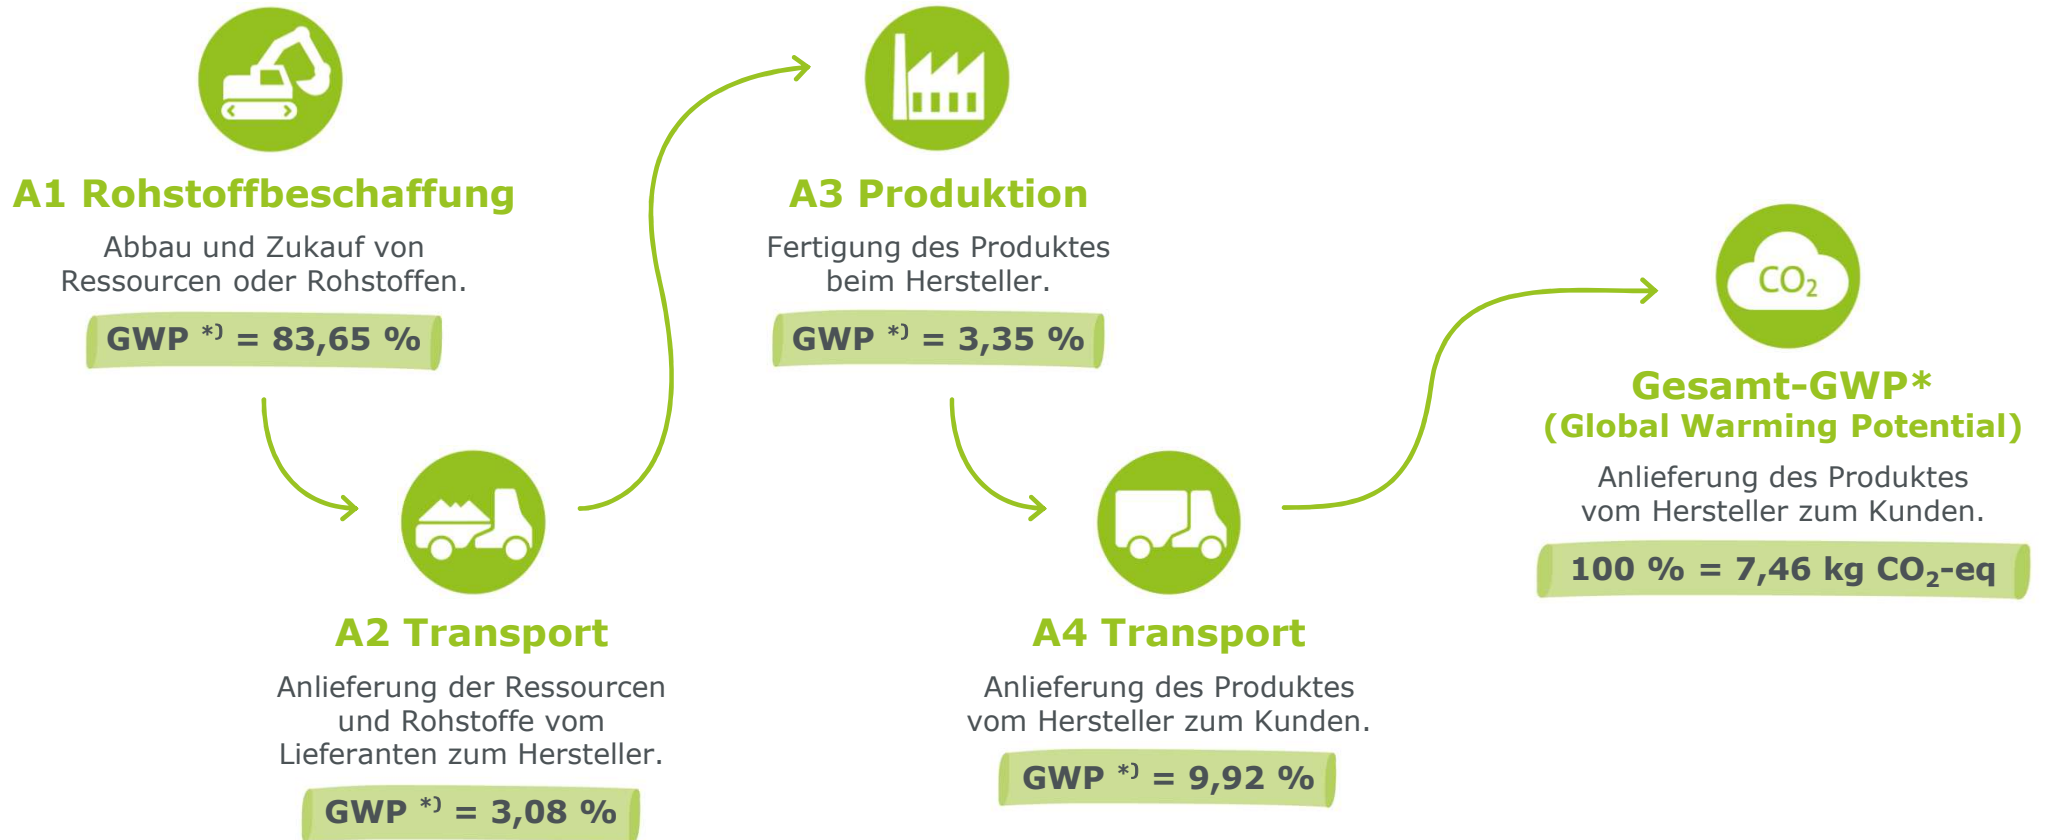 A1 Rohstoffbeschaffung
Abbau und Zukauf von
Ressourcen oder Rohstoffen.
GWP *) = 83,65 %
A2 Transport
Anlieferung der Ressourcen
und Rohstoffe vom
Lieferanten zum Hersteller.
GWP *) = 3,08 %
A3 Produktion
Fertigung des Produktes
beim Hersteller.
GWP *) = 3,35 %
A4 Transport
Anlieferung des Produktes
vom Hersteller zum Kunden.
GWP *) = 9,92 %
CO₂
Gesamt-GWP*
(Global Warming Potential)
Anlieferung des Produktes
vom Hersteller zum Kunden.
100 % = 7,46 kg CO₂-eq